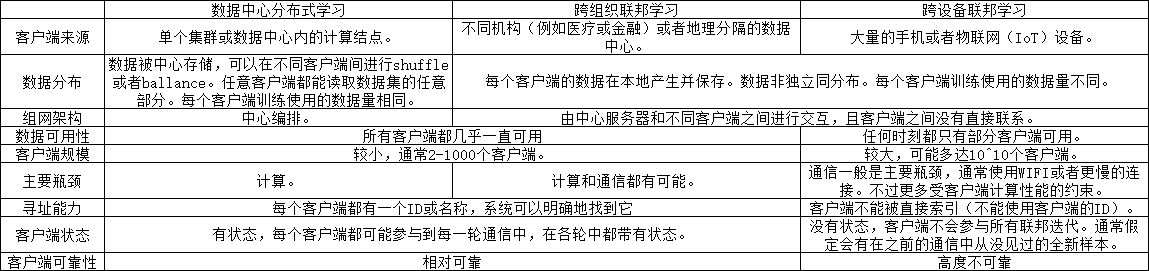 数据中心分布式学习 跨组织联邦学习 跨设备联邦学习
客户端来源 单个集群或数据中心内的计算结点。 不同机构（例如医疗或金融）或者地理分隔的数据中心。 大量的手机或者物联网（IoT）设备。
数据分布 数据被中心存储，可以在不同客户端间进行shuffle或者ballance。任意客户端都能读取数据集的任意部分。每个客户端训练使用的数据量相同。 每个客户端的数据在本地产生并保存。数据非独立同分布。每个客户端训练使用的数据量不同。
组网架构 中心编排。 由中心服务器和不同客户端之间进行交互，且客户端之间没有直接联系。
数据可用性 所有客户端都几乎一直可用 任何时刻都只有部分客户端可用。
客户端规模 较小，通常2-1000个客户端。 较大，可能多达10^10个客户端。
主要瓶颈 计算。 计算和通信都有可能。 通信一般是主要瓶颈，通常使用WIFI或者更慢的连接。不过更多受客户端计算性能的约束。
寻址能力 每个客户端都有一个ID或名称，系统可以明确地找到它 客户端不能被直接索引（不能使用客户端的ID）。
客户端状态 有状态，每个客户端都可能参与到每一轮通信中，在各轮中都带有状态。 没有状态，客户端不会参与所有联邦迭代。通常假定会有在之前的通信中从没见过的全新样本。
客户端可靠性 相对可靠 高度不可靠